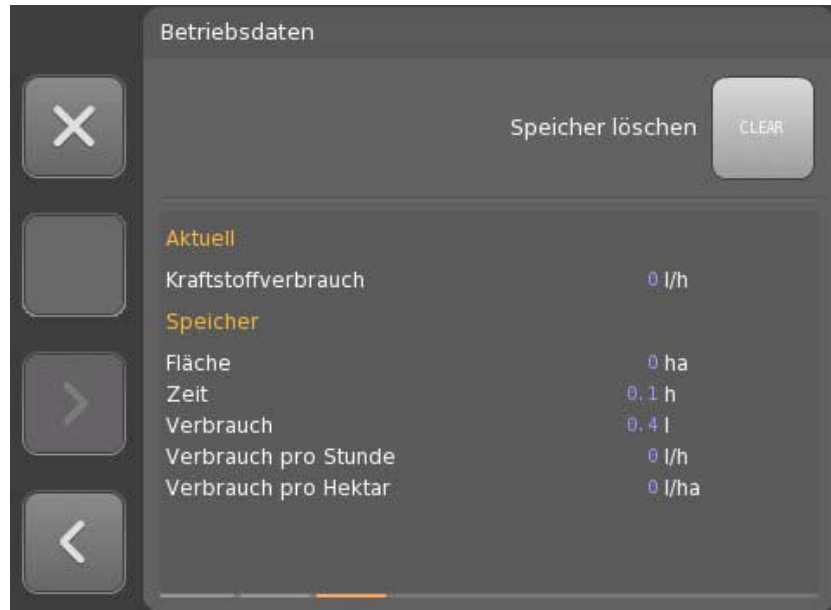 Betriebsdaten
Speicher löschen CLEAR
Aktuell
Kraftstoffverbrauch 0 l/h
Speicher
Fläche 0 ha
Zeit 0.1 h
Verbrauch 0.4 l
Verbrauch pro Stunde 0 l/h
Verbrauch pro Hektar 0 l/ha